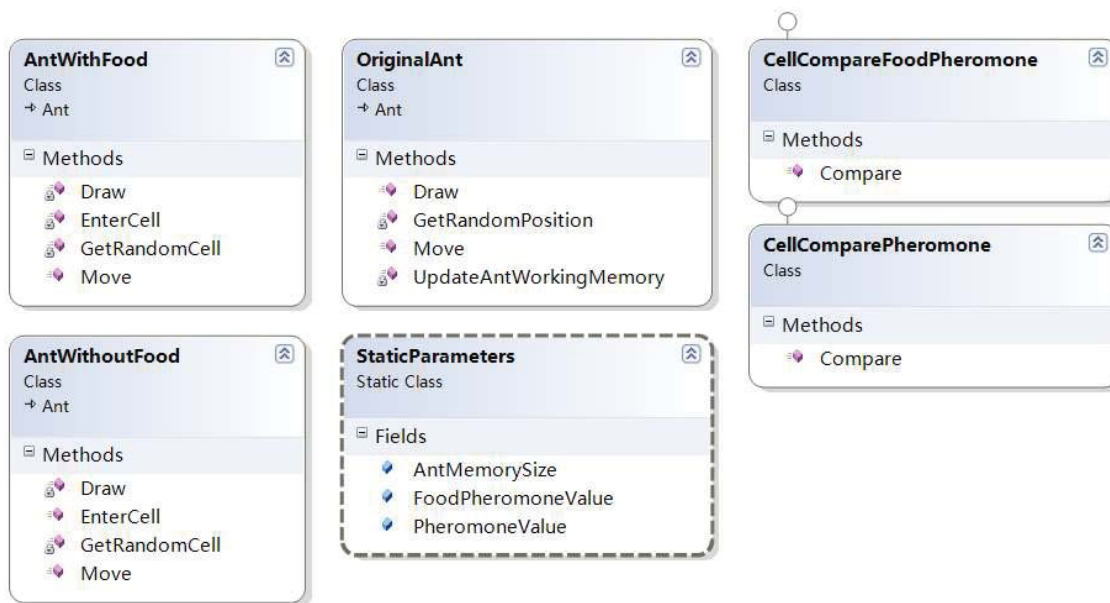 AntWithFood
Class
Ant
Methods
Draw
EnterCell
GetRandomCell
Move
OriginalAnt
Class
Ant
Methods
Draw
GetRandomPosition
Move
UpdateAntWorkingMemory
CellCompareFoodPheromone
Class
Methods
Compare
CellComparePheromone
Class
Methods
Compare
AntWithoutFood
Class
Ant
Methods
Draw
EnterCell
GetRandomCell
Move
StaticParameters
Static Class
Fields
AntMemorySize
FoodPheromoneValue
PheromoneValue